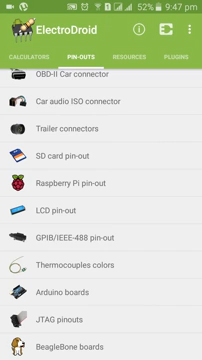 52% 9:47 pm
ElectroDroid
CALCULATORS PIN-OUTS RESOURCES PLUGINS
OBD-II Car connector
Car audio ISO connector
Trailer connectors
SD card pin-out
Raspberry Pi pin-out
LCD pin-out
GPIB/IEEE-488 pin-out
Thermocouples colors
Arduino boards
JTAG pinouts
BeagleBone boards